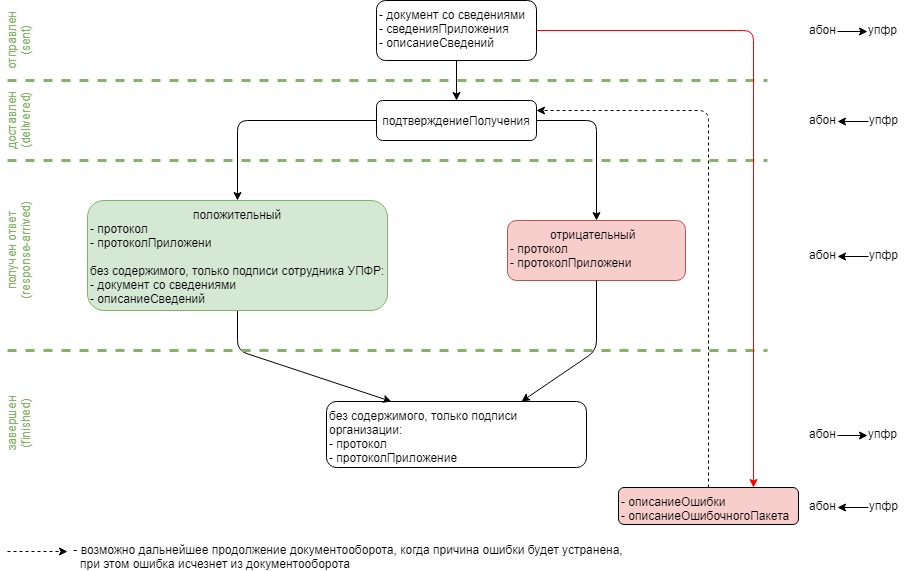 отправлен
(sent)
- документ со сведениями
- сведенияПриложения
- описаниеСведений
абон
упфр
доставлен
(delivered)
подтверждениеПолучения
абон
упфр
получен ответ
(response-arrived)
положительный
- протокол
- протоколПриложени
без содержимого, только подписи сотрудника УПФР:
- документ со сведениями
- описаниеСведений
отрицательный
- протокол
- протоколПриложени
абон
упфр
завершен
(finished)
без содержимого, только подписи
организации:
- протокол
- протоколПриложение
абон
упфр
- описаниеОшибки
- описаниеОшибочногоПакета
абон
упфр
- возможно дальнейшее продолжение документооборота, когда причина ошибки будет устранена,
при этом ошибка исчезнет из документооборота